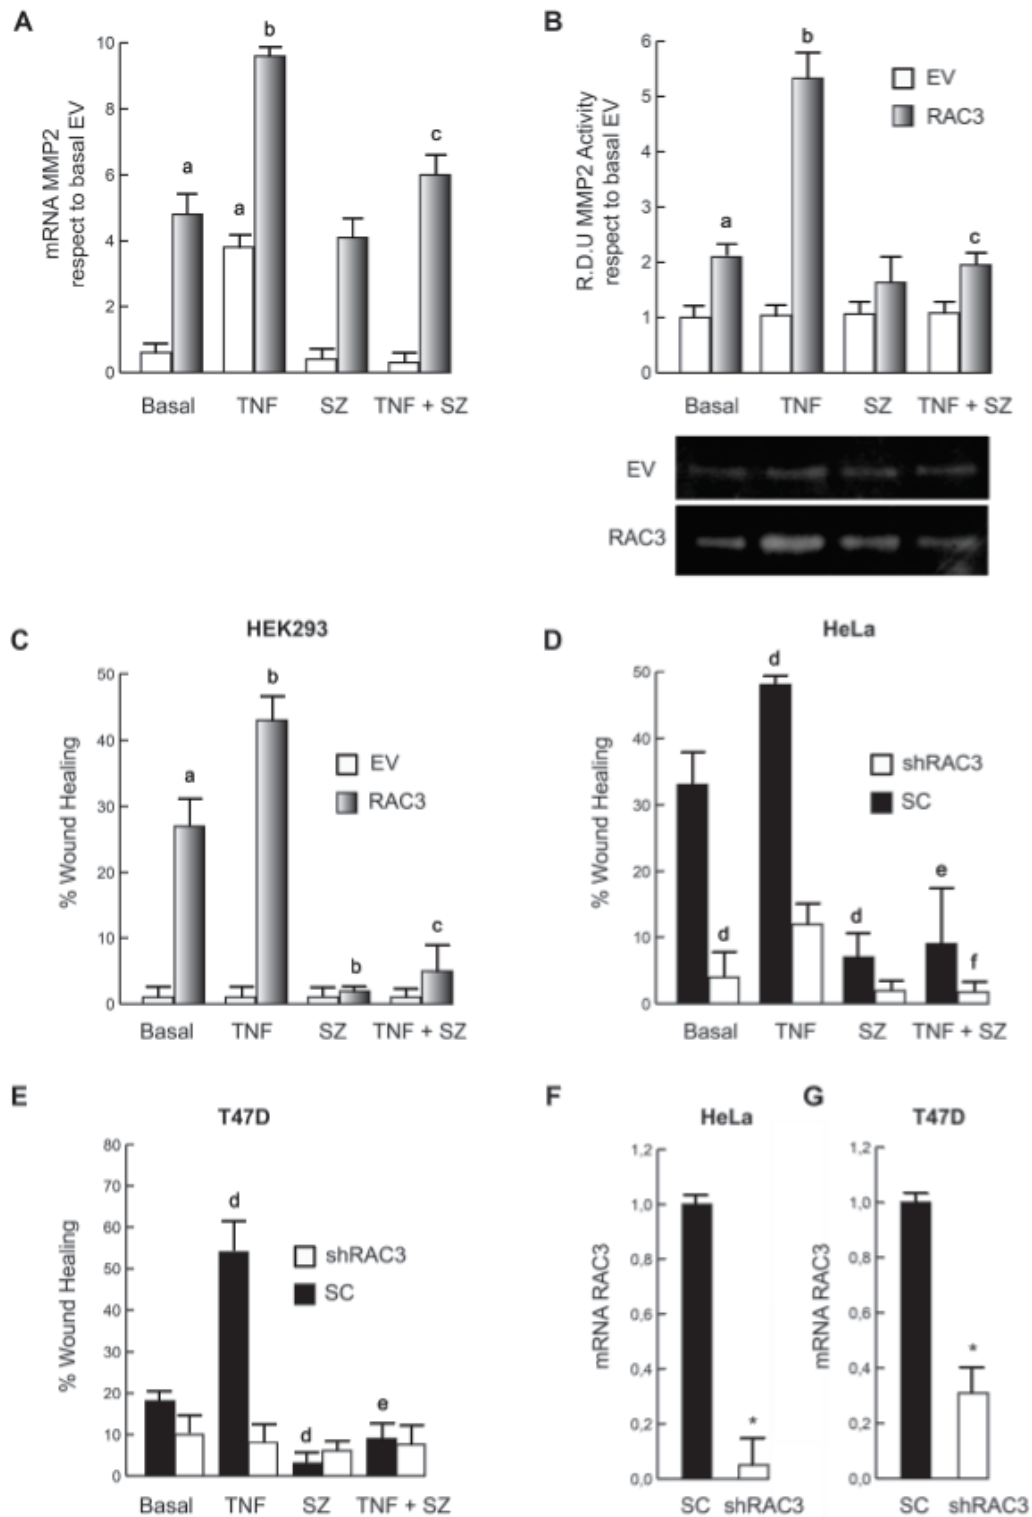 A
mRNA MMP2
respect to basal EV
10
8
6
4
2
0
a
a
b
c
Basal TNF SZ TNF + SZ
B
R.D.U MMP2 Activity
respect to basal EV
6
5
4
3
2
1
0
a
b
c
EV
RAC3
Basal TNF SZ TNF + SZ
EV
RAC3
C
HEK293
% Wound Healing
50
40
30
20
10
0
a
b
b
c
EV
RAC3
Basal TNF SZ TNF + SZ
D
HeLa
% Wound Healing
50
40
30
20
10
0
d
d
d
e
f
shRAC3
SC
Basal TNF SZ TNF + SZ
E
T47D
% Wound Healing
80
70
60
50
40
30
20
10
0
d
d
e
shRAC3
SC
Basal TNF SZ TNF + SZ
F
HeLa
mRNA RAC3
1,2
1,0
0,8
0,6
0,4
0,2
0,0
*
SC shRAC3
G
T47D
mRNA RAC3
1,2
1,0
0,8
0,6
0,4
0,2
0,0
*
SC shRAC3